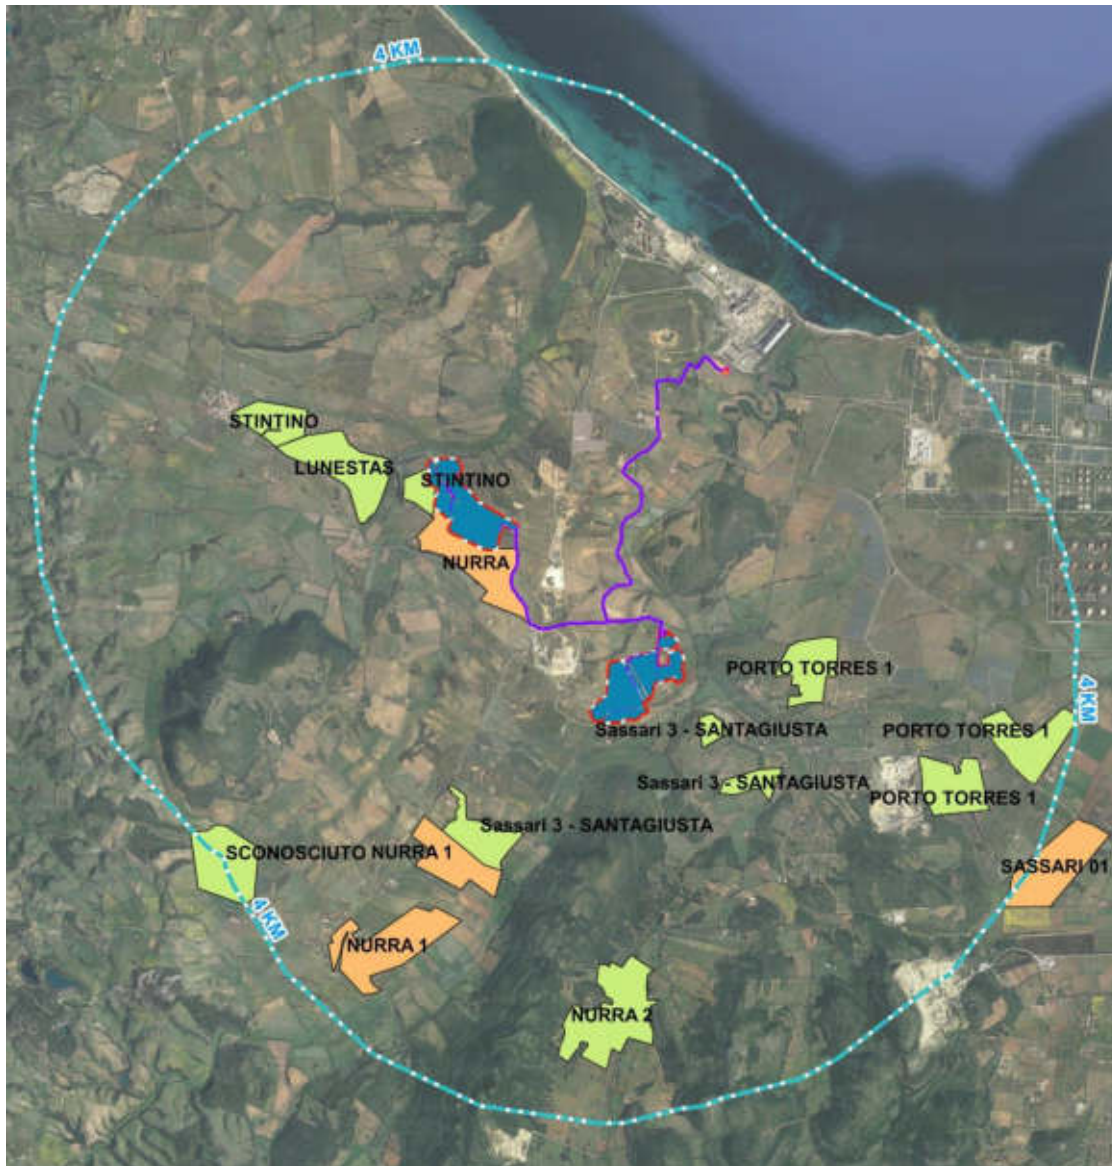 4 KM
STINTINO
LUNESTAS
STINTINO
NURRA
PORTO TORRES 1
4 KM
Sassari 3 - SANTAGIUSTA
PORTO TORRES 1
Sassari 3 - SANTAGIUSTA
PORTO TORRES 1
Sassari 3 - SANTAGIUSTA
SCONOSCIUTO NURRA 1
SASSARI 01
4 KM
NURRA 1
NURRA 2